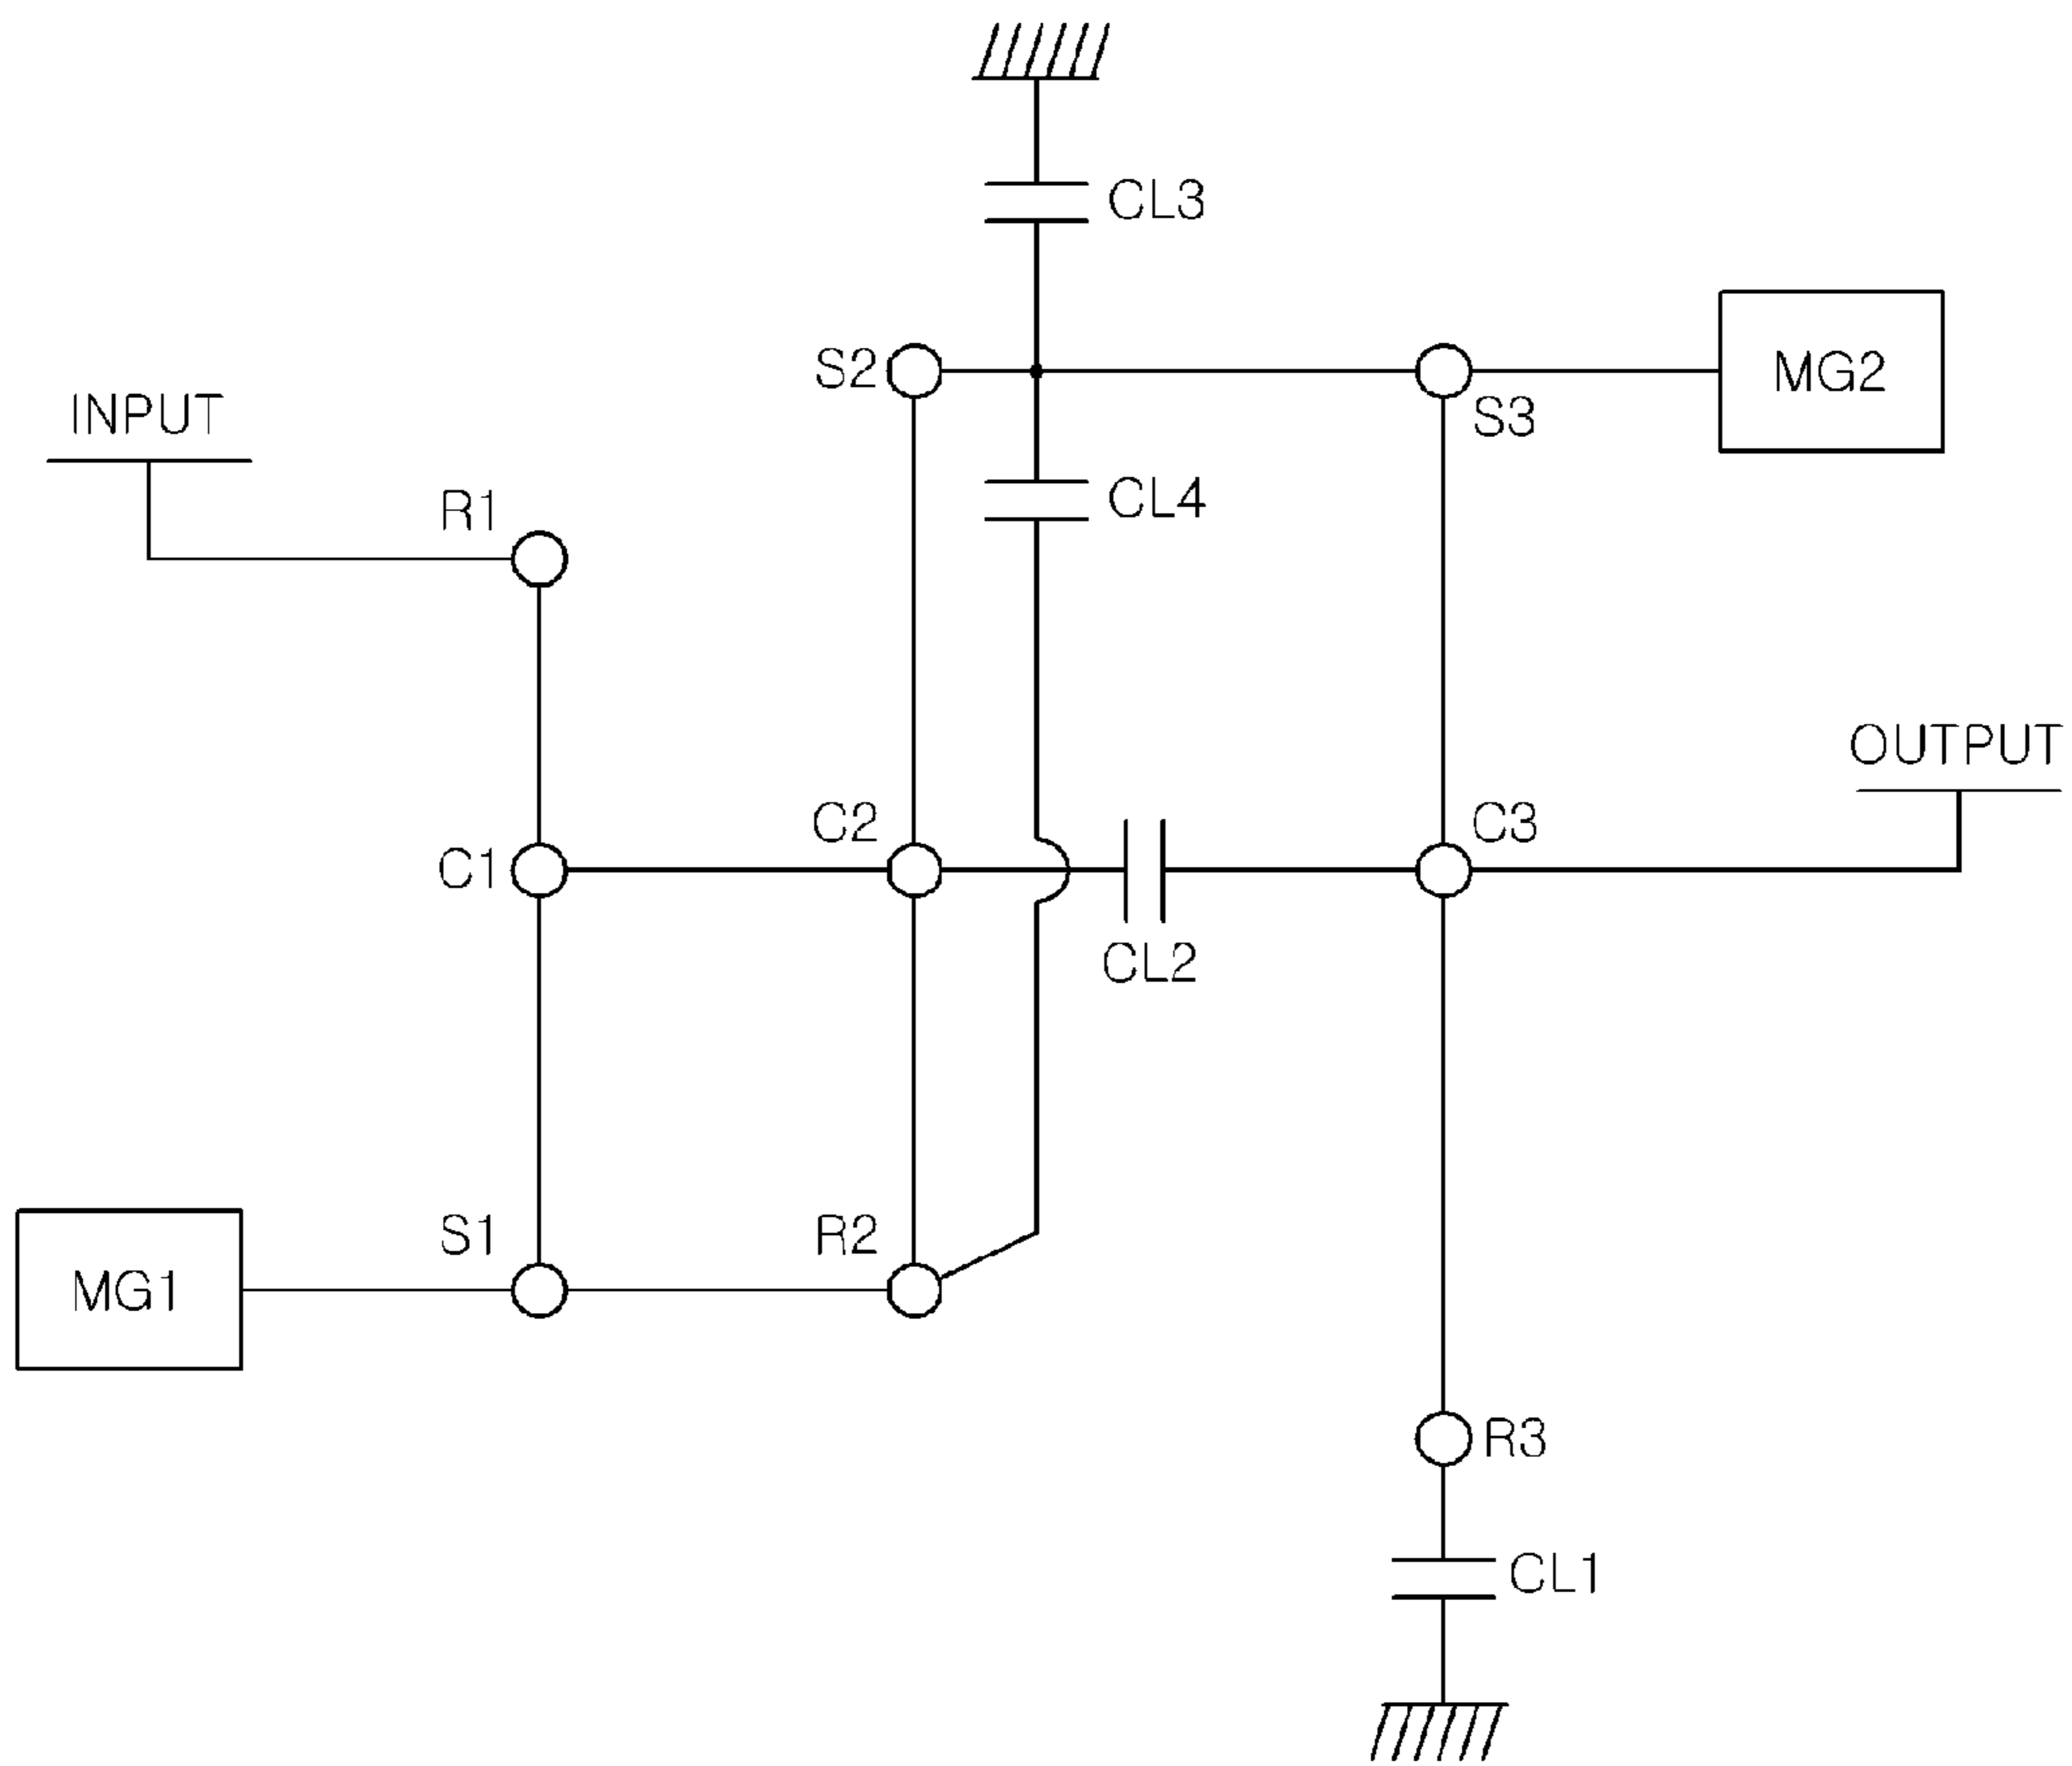 CL3
S2
S3
MG2
INPUT
R1
CL4
OUTPUT
C2
C3
C1
CL2
S1
R2
MG1
R3
CL1